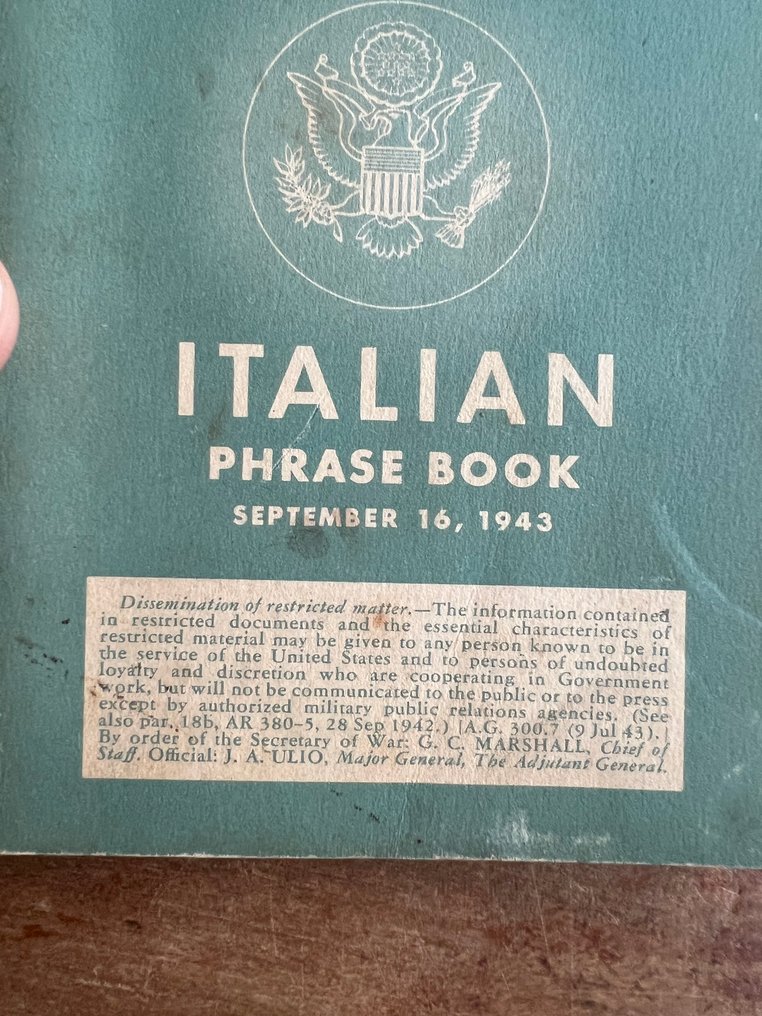 ITALIAN
PHRASE BOOK
SEPTEMBER 16, 1943
Dissemination of restricted matter.—The information contained
in restricted documents and the essential characteristics of
restricted material may be given to any person known to be in
the service of the United States and to persons of undoubted
loyalty and discretion who are cooperating in Government
work, but will not be communicated to the public or to the press
except by authorized military public relations agencies. (See
also par. 18b, AR 380–5, 28 Sep 1942.) [A.G. 300.7 (9 Jul 43).]
By order of the Secretary of War: G. C. MARSHALL, Chief of
Staff. Official: J. A. ULIO, Major General, The Adjutant General.